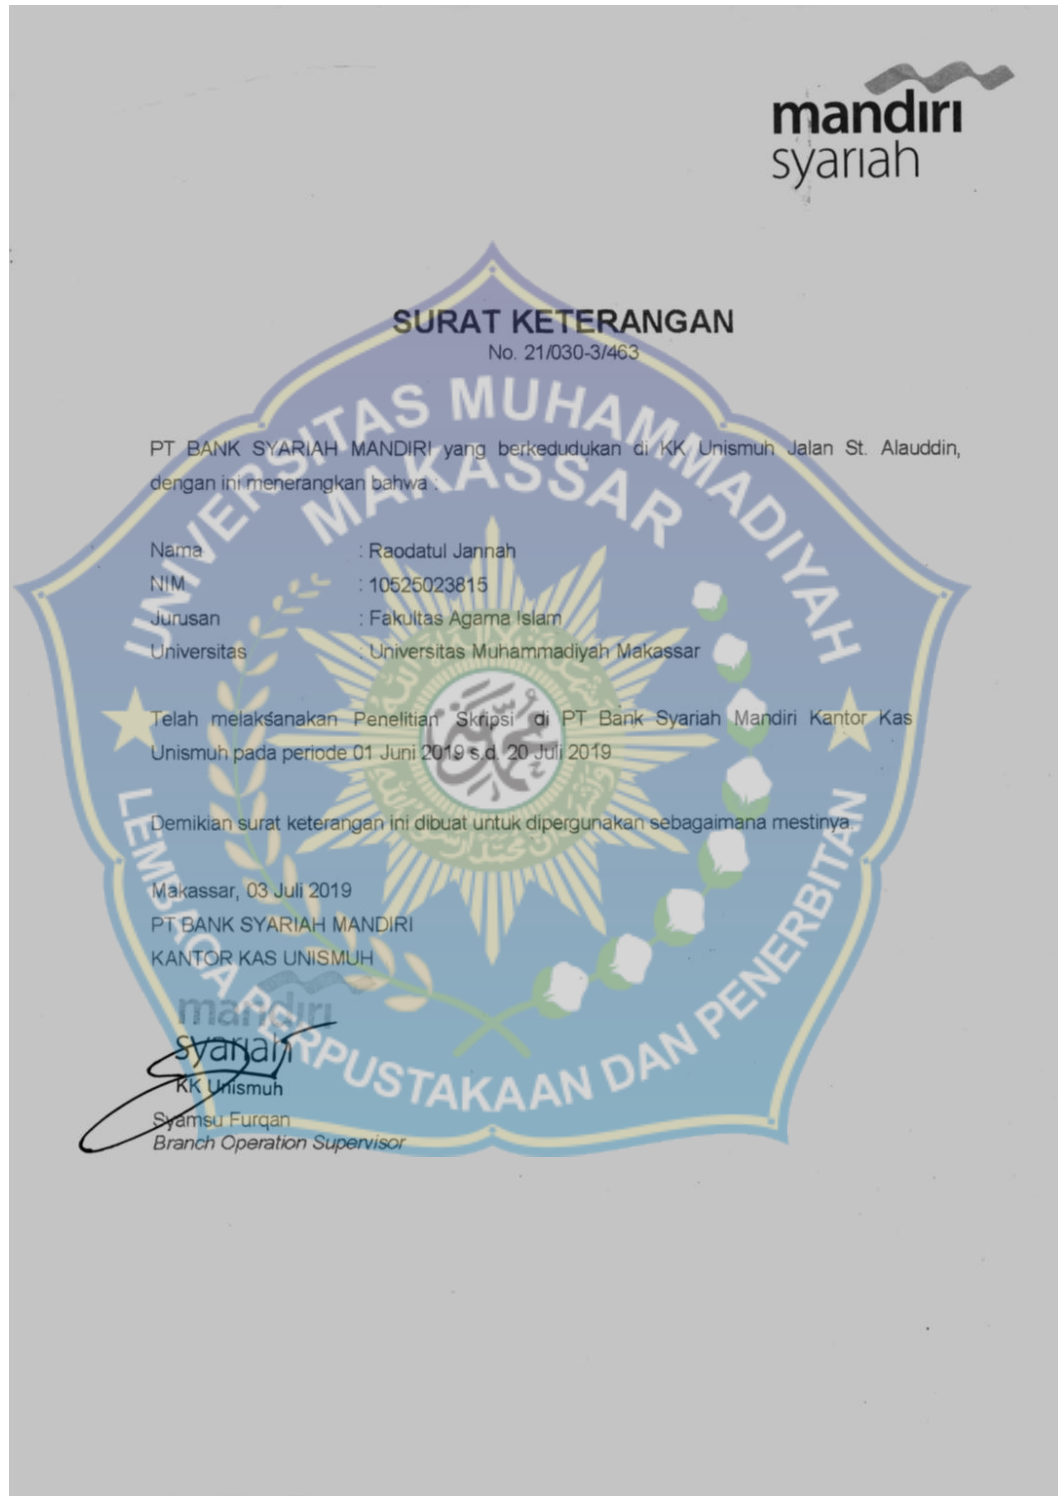 mandiri
syariah
SURAT KETERANGAN
No. 21/030-3/463
UNIVERSITAS MUHAMMADIYAH
MAKASSAR
PT BANK SYARIAH MANDIRI yang berkedudukan di KK Unismuh Jalan St. Alauddin,
dengan ini menerangkan bahwa :
Nama : Raodatul Jannah
NIM : 10525023815
Jurusan : Fakultas Agama Islam
Universitas : Universitas Muhammadiyah Makassar
Telah melaksanakan Penelitian Skripsi di PT Bank Syariah Mandiri Kantor Kas
Unismuh pada periode 01 Juni 2019 s.d. 20 Juli 2019
Demikian surat keterangan ini dibuat untuk dipergunakan sebagaimana mestinya.
LEMBAGA PERPUSTAKAAN DAN PENERBITAN
Makassar, 03 Juli 2019
PT BANK SYARIAH MANDIRI
KANTOR KAS UNISMUH
mandiri
syariah
KK Unismuh
Syamsu Furqan
Branch Operation Supervisor